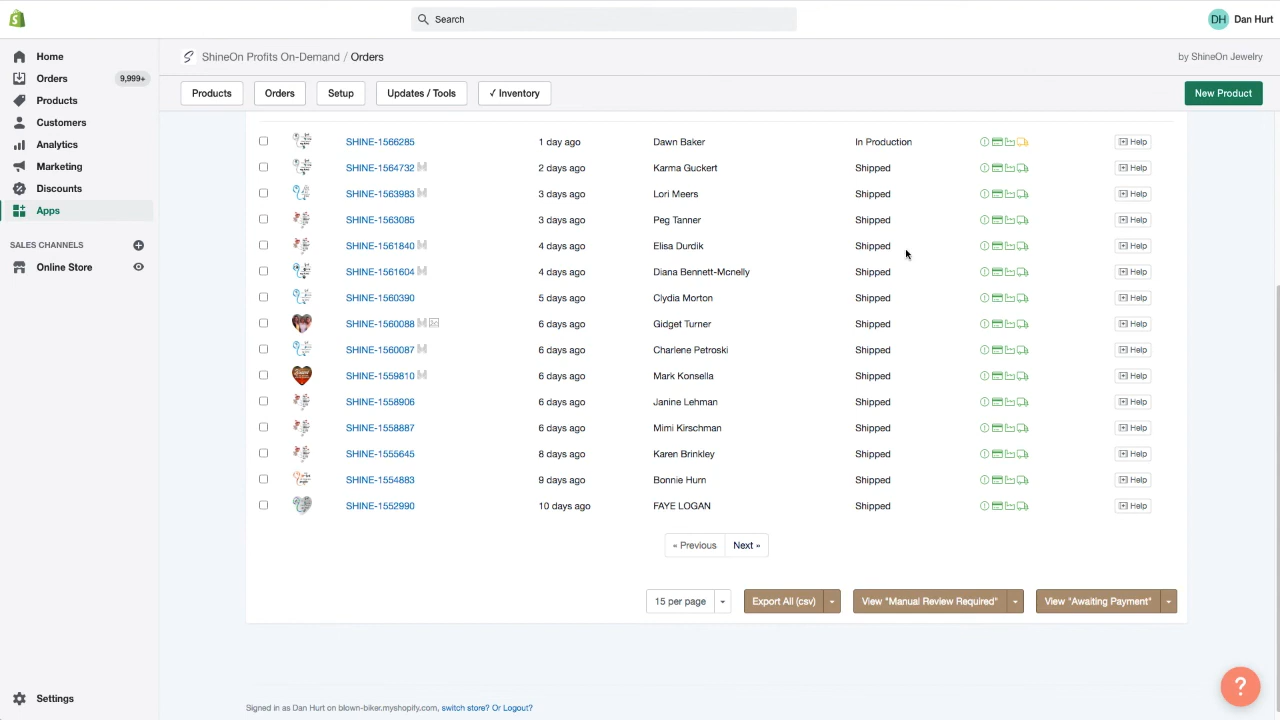 Search
DH Dan Hurt
Home
Orders 9,999+
Products
Customers
Analytics
Marketing
Discounts
Apps
SALES CHANNELS
Online Store
Settings
ShineOn Profits On-Demand / Orders
by ShineOn Jewelry
Products Orders Setup Updates / Tools ✓ Inventory New Product
SHINE-1566285 1 day ago Dawn Baker In Production Help
SHINE-1564732 2 days ago Karma Guckert Shipped Help
SHINE-1563983 3 days ago Lori Meers Shipped Help
SHINE-1563085 3 days ago Peg Tanner Shipped Help
SHINE-1561840 4 days ago Elisa Durdik Shipped Help
SHINE-1561604 4 days ago Diana Bennett-Mcnelly Shipped Help
SHINE-1560390 5 days ago Clydia Morton Shipped Help
SHINE-1560088 6 days ago Gidget Turner Shipped Help
SHINE-1560087 6 days ago Charlene Petroski Shipped Help
SHINE-1559810 6 days ago Mark Konsella Shipped Help
SHINE-1558906 6 days ago Janine Lehman Shipped Help
SHINE-1558887 6 days ago Mimi Kirschman Shipped Help
SHINE-1555645 8 days ago Karen Brinkley Shipped Help
SHINE-1554883 9 days ago Bonnie Hurn Shipped Help
SHINE-1552990 10 days ago FAYE LOGAN Shipped Help
« Previous Next »
15 per page Export All (csv) View "Manual Review Required" View "Awaiting Payment"
?
Signed in as Dan Hurt on blown-biker.myshopify.com, switch store? Or Logout?